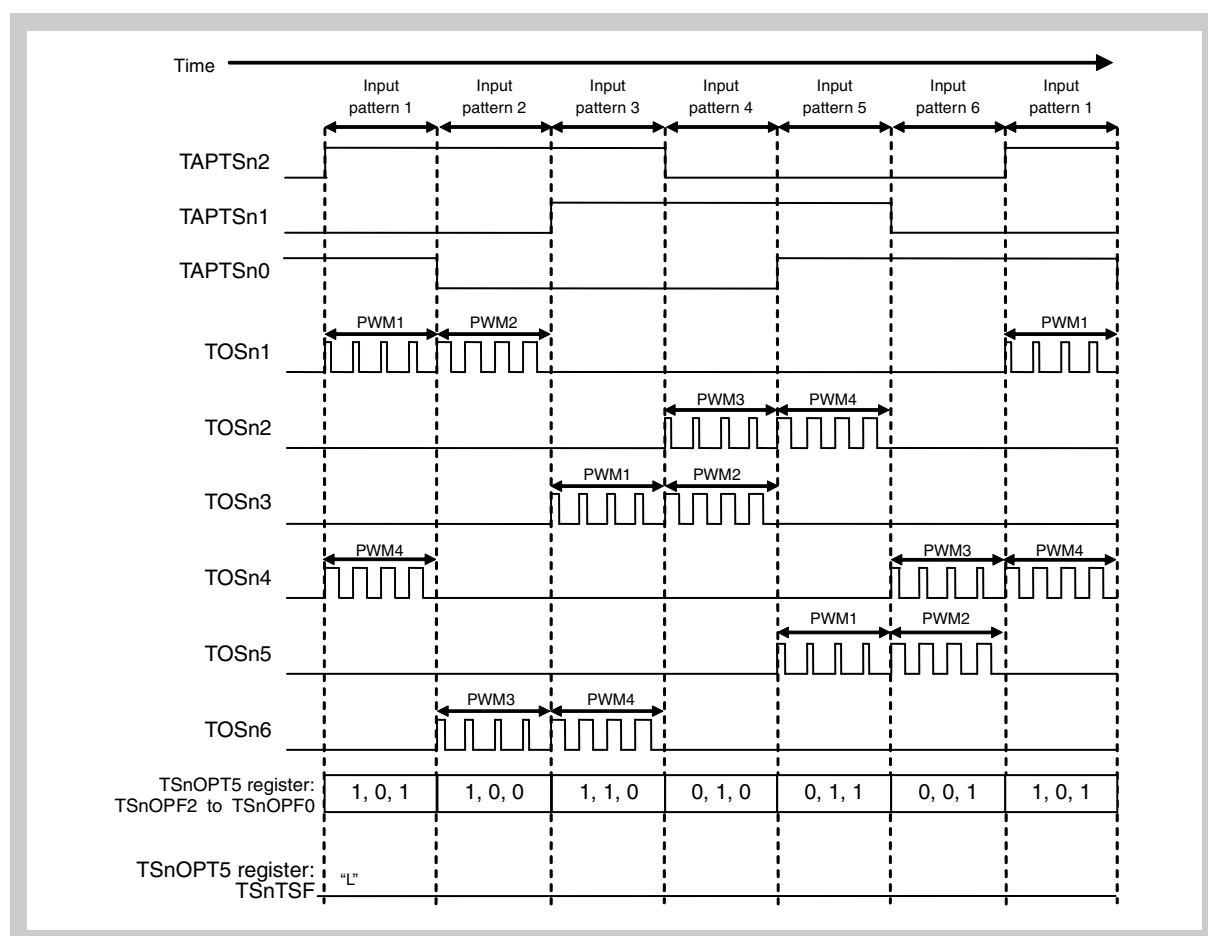 Time
Input pattern 1
Input pattern 2
Input pattern 3
Input pattern 4
Input pattern 5
Input pattern 6
Input pattern 1
TAPTSn2
TAPTSn1
TAPTSn0
PWM1 PWM2 PWM1
TOSn1
PWM3 PWM4
TOSn2
PWM1 PWM2
TOSn3
PWM4 PWM3 PWM4
TOSn4
PWM1 PWM2
TOSn5
PWM3 PWM4
TOSn6
TSnOPT5 register:
TSnOPF2 to TSnOPF0
1, 0, 1 1, 0, 0 1, 1, 0 0, 1, 0 0, 1, 1 0, 0, 1 1, 0, 1
TSnOPT5 register:
TSnTSF
“L”